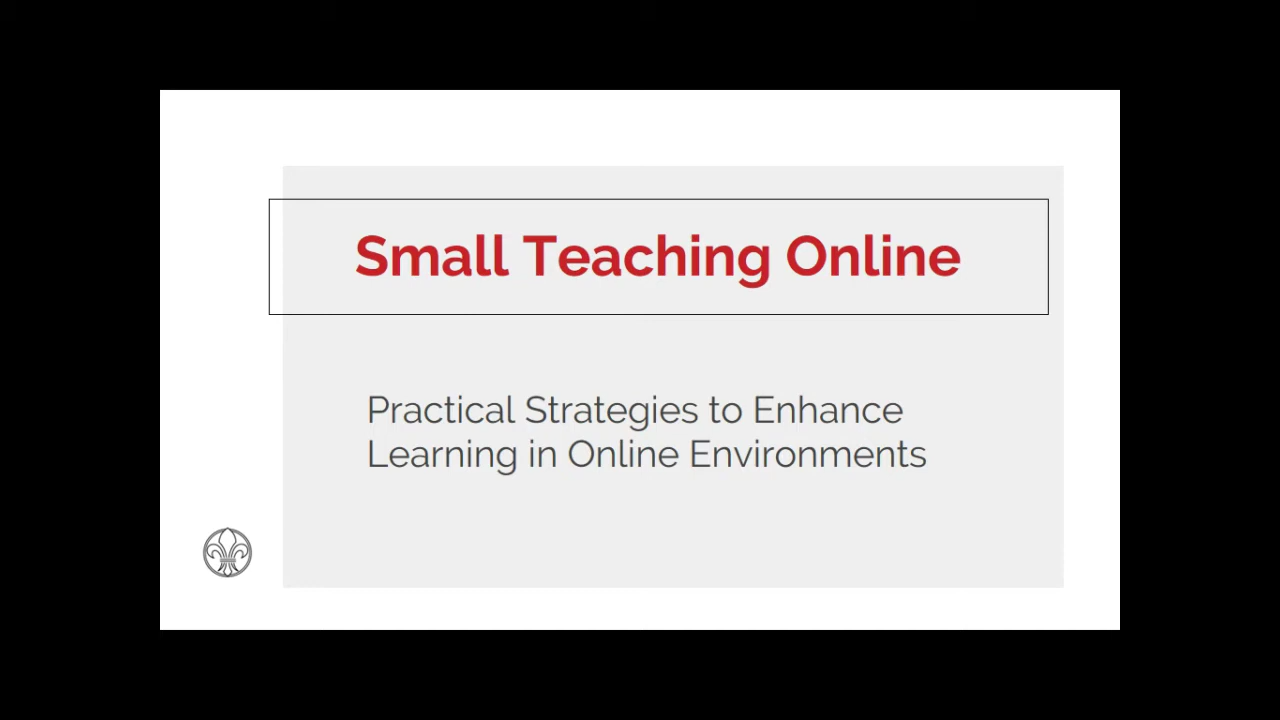 Small Teaching Online
Practical Strategies to Enhance
Learning in Online Environments